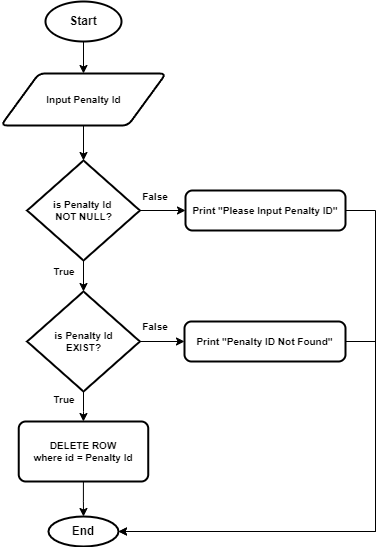 Start
Input Penalty Id
is Penalty Id
NOT NULL?
False
Print "Please Input Penalty ID"
True
is Penalty Id
EXIST?
False
Print "Penalty ID Not Found"
True
DELETE ROW
where id = Penalty Id
End